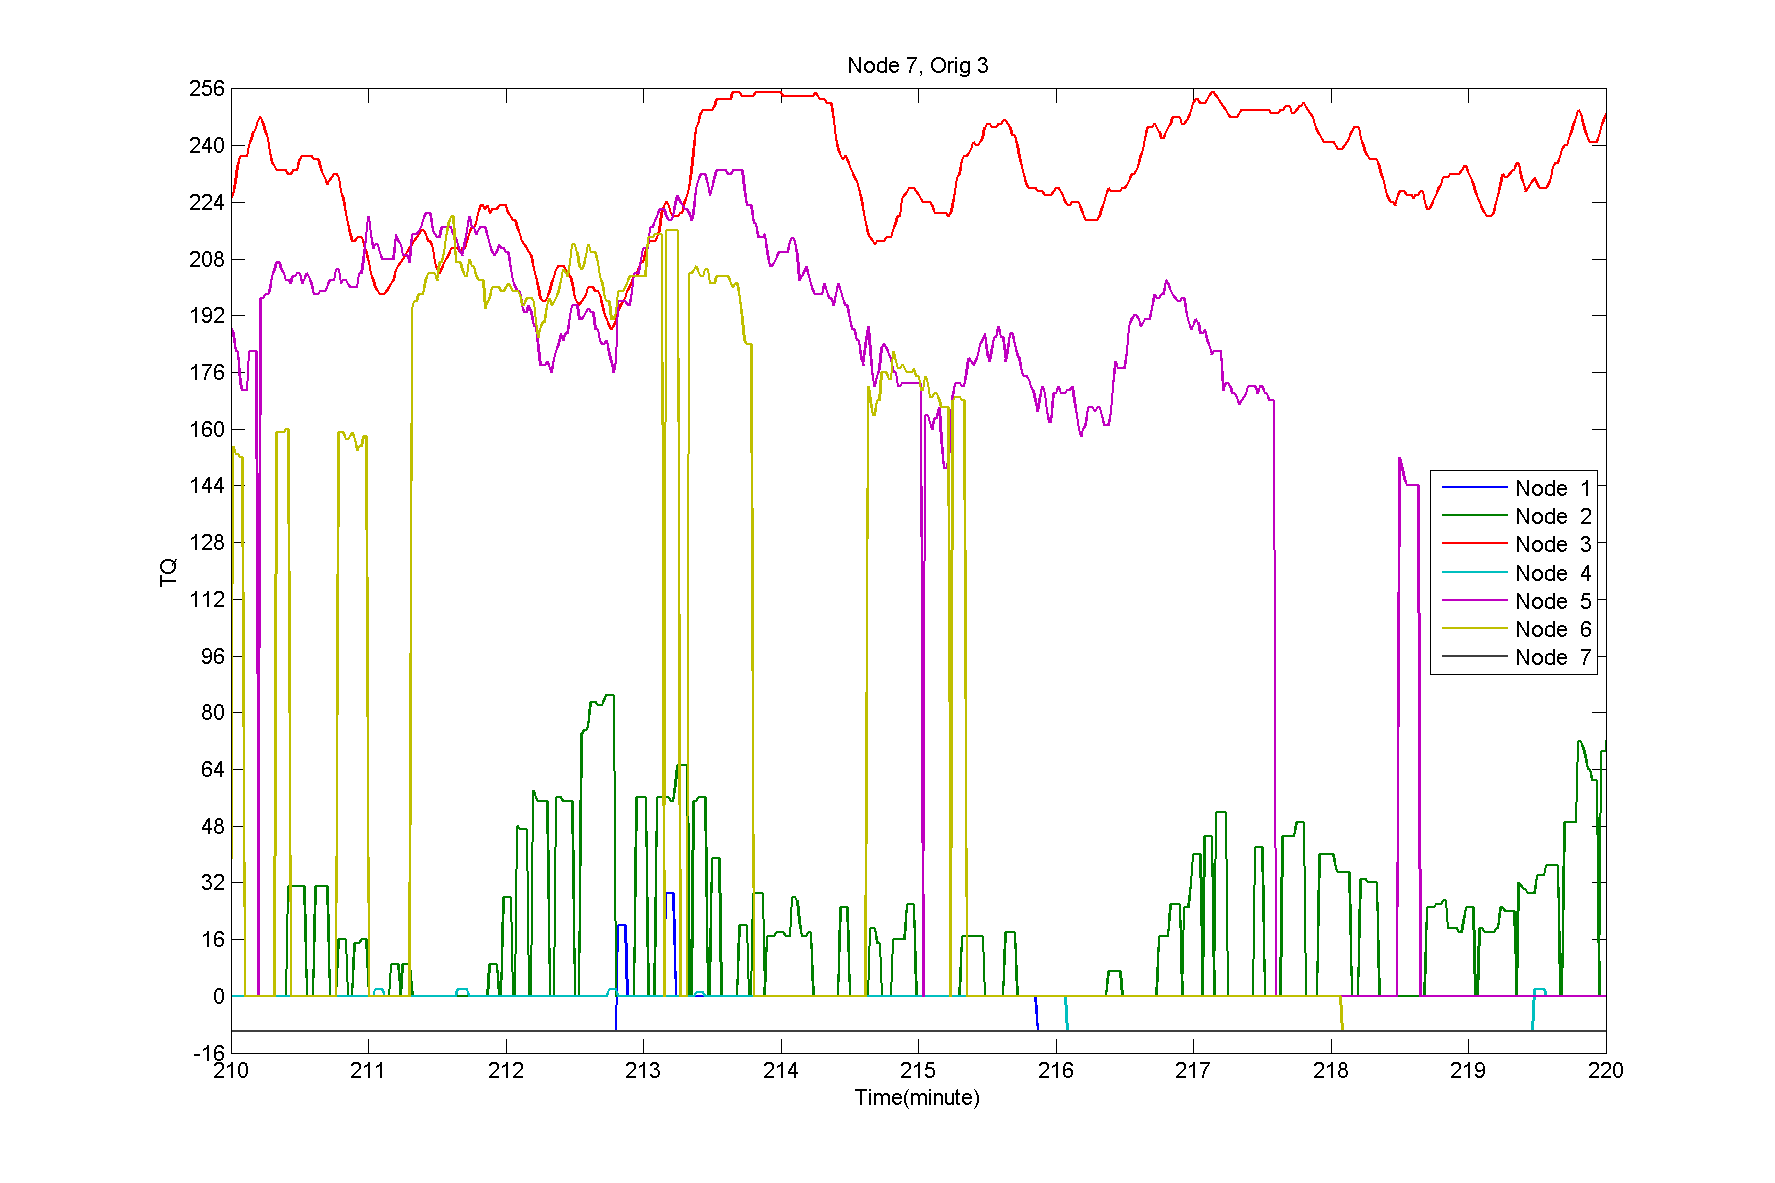 Node 7, Orig 3
256
240
224
208
192
176
160
144
128
112
96
80
64
48
32
16
0
-16
TQ
210 211 212 213 214 215 216 217 218 219 220
Time(minute)
Node 1
Node 2
Node 3
Node 4
Node 5
Node 6
Node 7